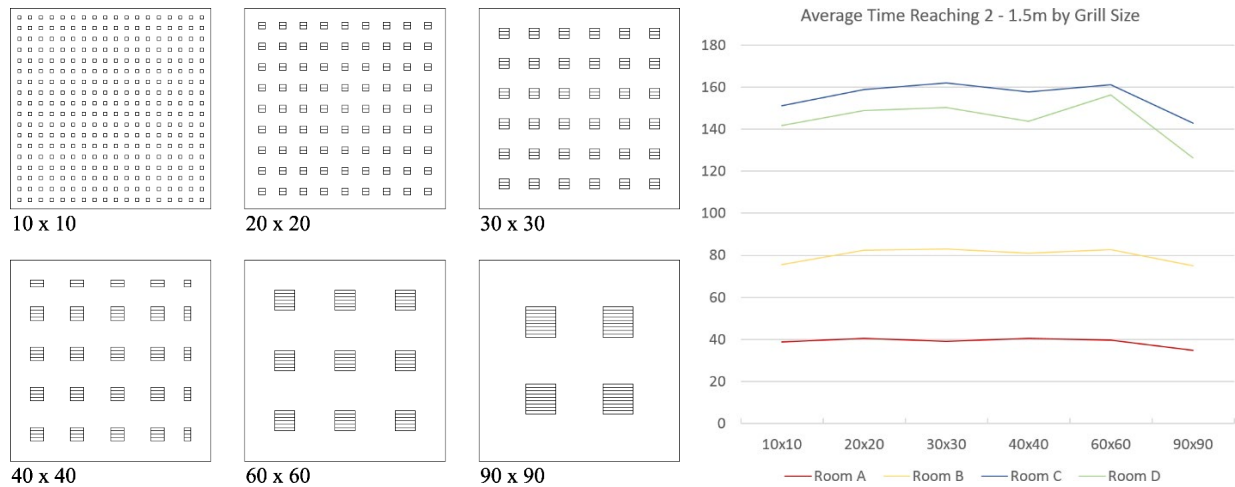 10 x 10
20 x 20
30 x 30
40 x 40
60 x 60
90 x 90
Average Time Reaching 2 - 1.5m by Grill Size
180
160
140
120
100
80
60
40
20
0
10x10 20x20 30x30 40x40 60x60 90x90
Room A Room B Room C Room D